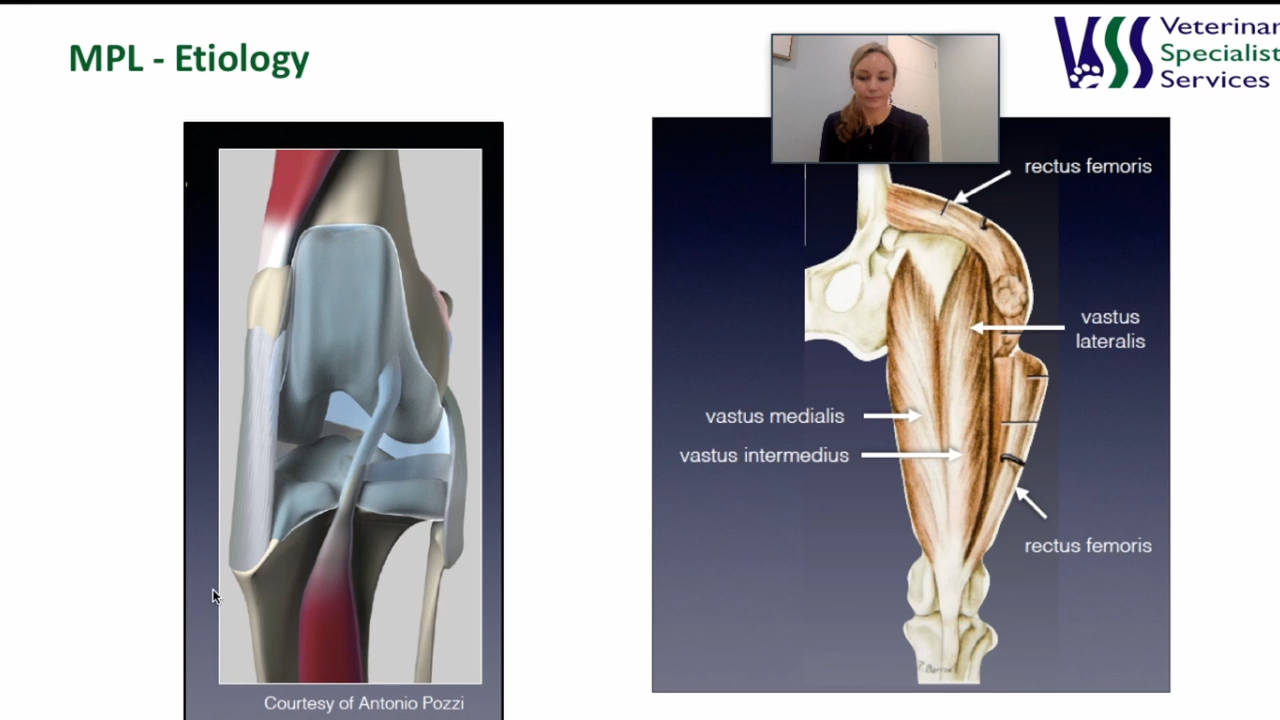 MPL - Etiology
Veterinar
Specialist
Services
rectus femoris
vastus
lateralis
vastus medialis
vastus intermedius
rectus femoris
Courtesy of Antonio Pozzi